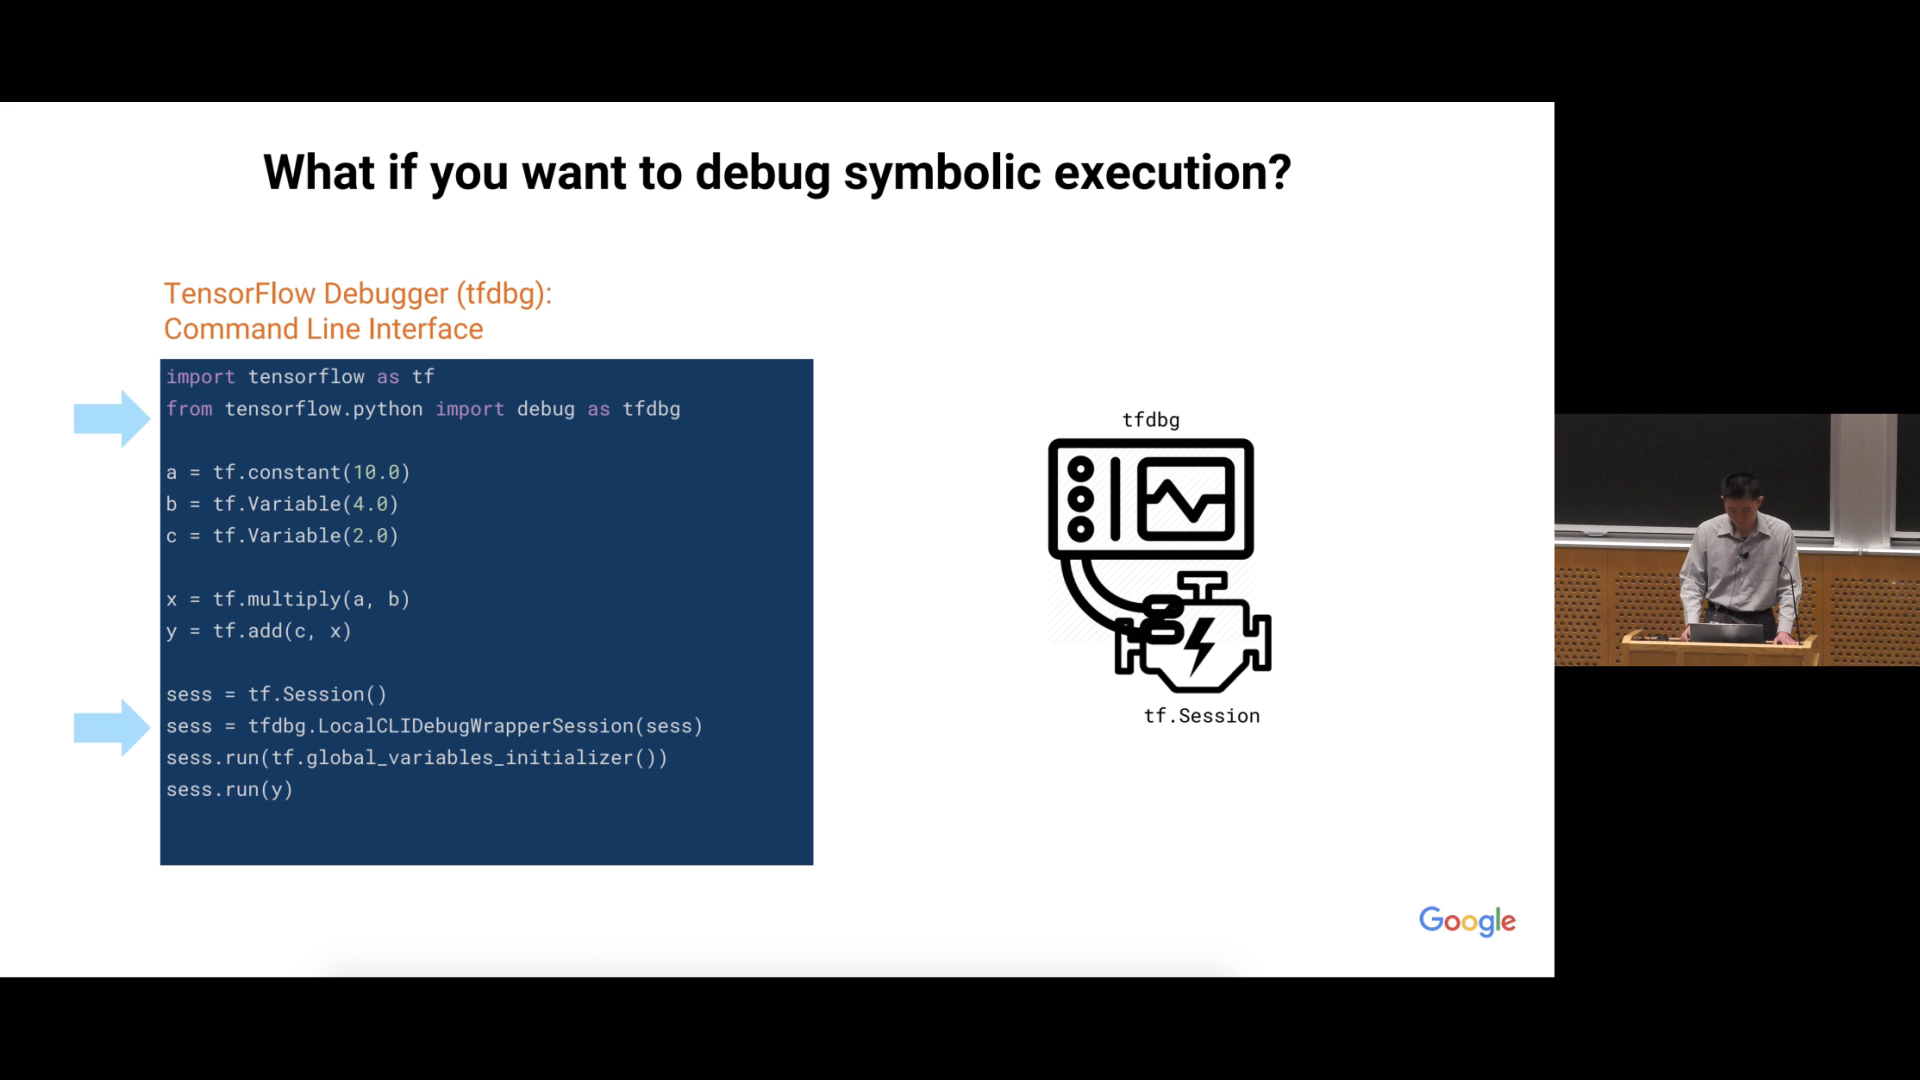 What if you want to debug symbolic execution?
TensorFlow Debugger (tfdbg):
Command Line Interface
import tensorflow as tf
from tensorflow.python import debug as tfdbg
a = tf.constant(10.0)
b = tf.Variable(4.0)
c = tf.Variable(2.0)
x = tf.multiply(a, b)
y = tf.add(c, x)
sess = tf.Session()
sess = tfdbg.LocalCLIDebugWrapperSession(sess)
sess.run(tf.global_variables_initializer())
sess.run(y)
tfdbg
tf.Session
Google